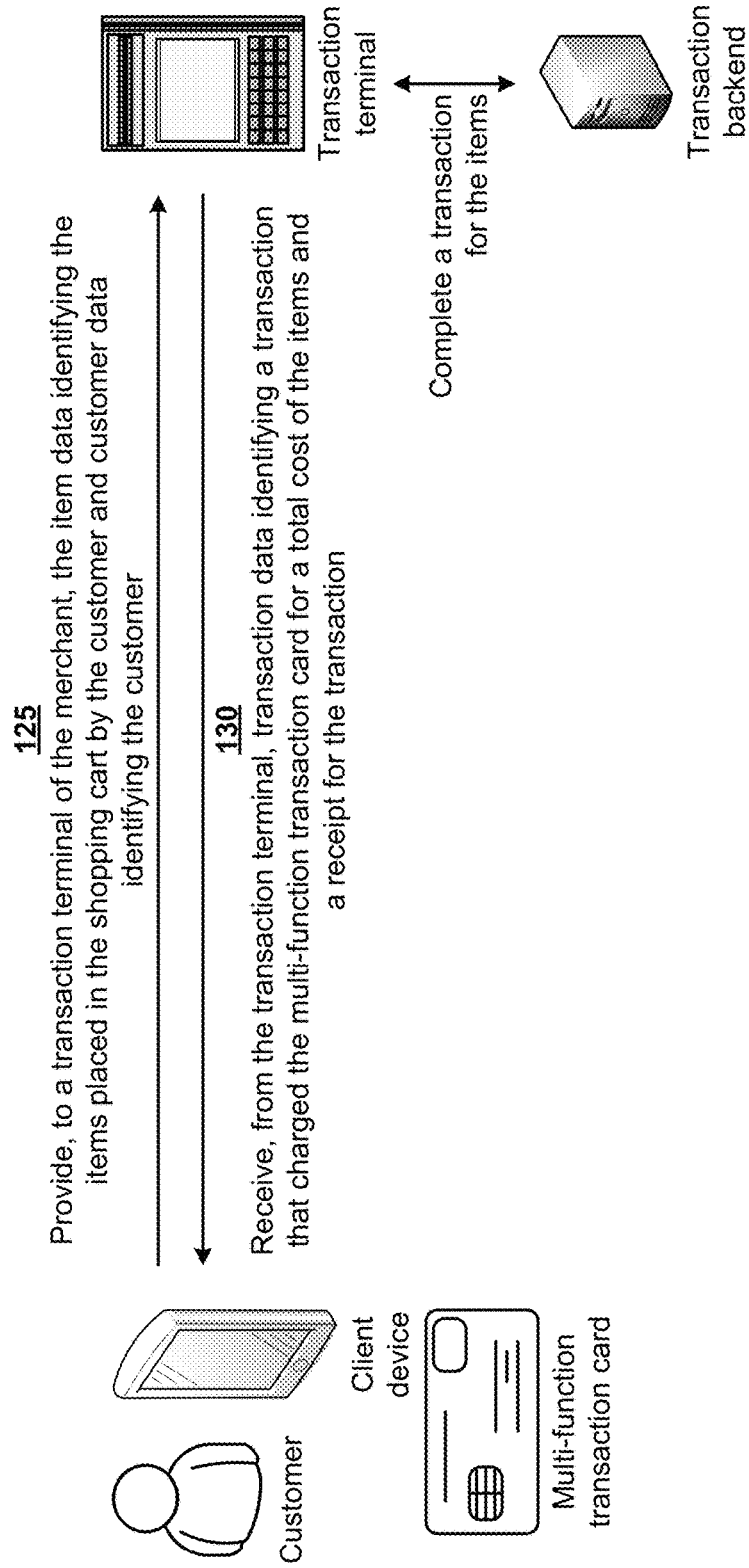 125
Provide, to a transaction terminal of the merchant, the item data identifying the
items placed in the shopping cart by the customer and customer data
identifying the customer
130
Receive, from the transaction terminal, transaction data identifying a transaction
that charged the multi-function transaction card for a total cost of the items and
a receipt for the transaction
Customer
Client
device
Multi-function
transaction card
Transaction
terminal
Complete a transaction
for the items
Transaction
backend